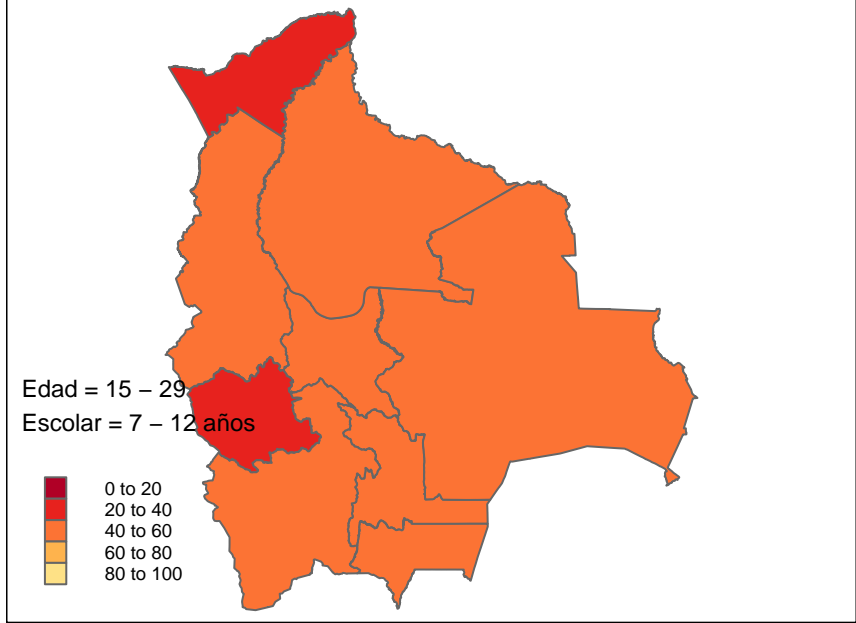 Edad = 15 – 29
Escolar = 7 – 12 años
0 to 20
20 to 40
40 to 60
60 to 80
80 to 100